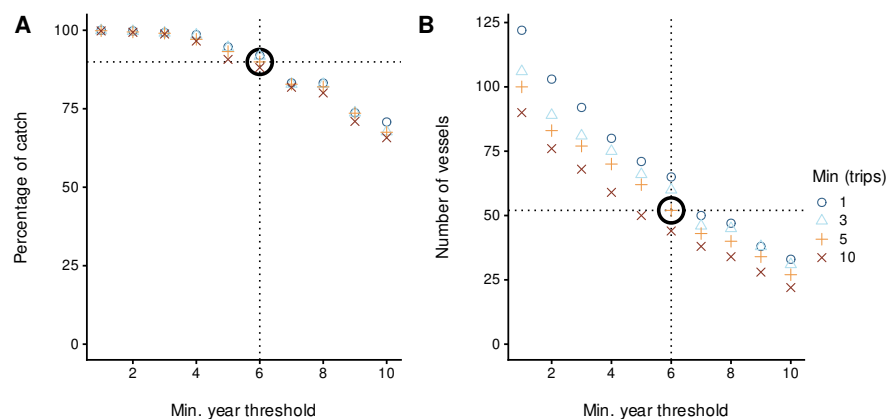 A
Percentage of catch
100
75
50
25
0
2 4 6 8 10
Min. year threshold
B
Number of vessels
125
100
75
50
25
0
2 4 6 8 10
Min. year threshold
Min (trips)
1
3
5
10